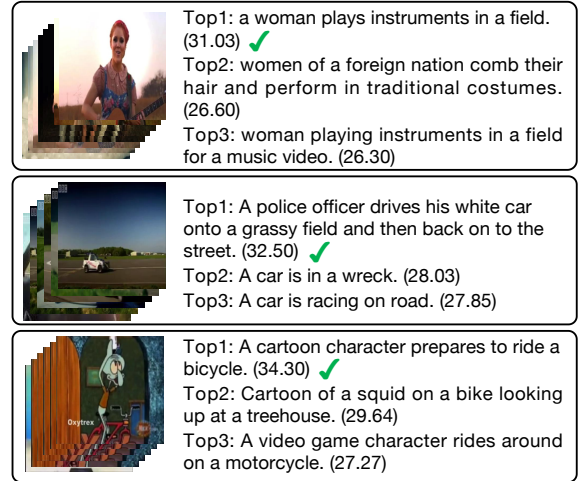 Top1: a woman plays instruments in a field.
(31.03) ✓
Top2: women of a foreign nation comb their
hair and perform in traditional costumes.
(26.60)
Top3: woman playing instruments in a field
for a music video. (26.30)
Top1: A police officer drives his white car
onto a grassy field and then back on to the
street. (32.50) ✓
Top2: A car is in a wreck. (28.03)
Top3: A car is racing on road. (27.85)
Oxytrex
Top1: A cartoon character prepares to ride a
bicycle. (34.30) ✓
Top2: Cartoon of a squid on a bike looking
up at a treehouse. (29.64)
Top3: A video game character rides around
on a motorcycle. (27.27)